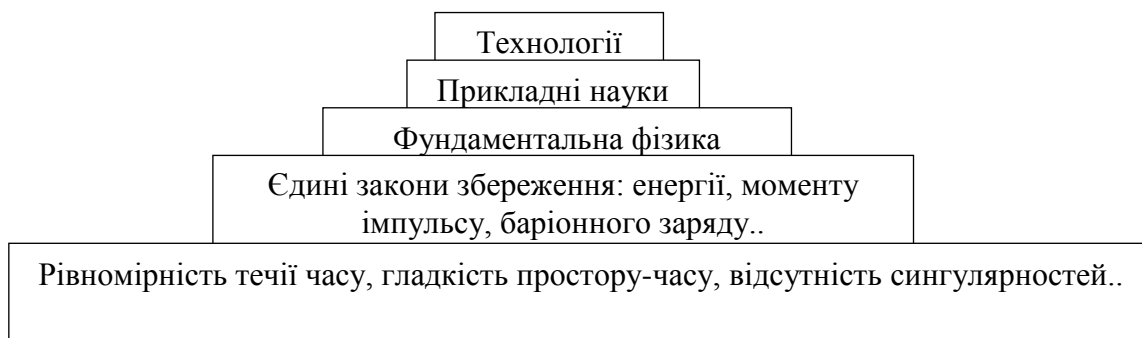 Технології
Прикладні науки
Фундаментальна фізика
Єдині закони збереження: енергії, моменту
імпульсу, баріонного заряду..
Рівномірність течії часу, гладкість простору-часу, відсутність сингулярностей..